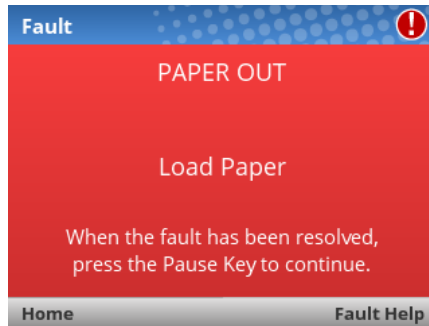 Fault
PAPER OUT
Load Paper
When the fault has been resolved,
press the Pause Key to continue.
Home
Fault Help